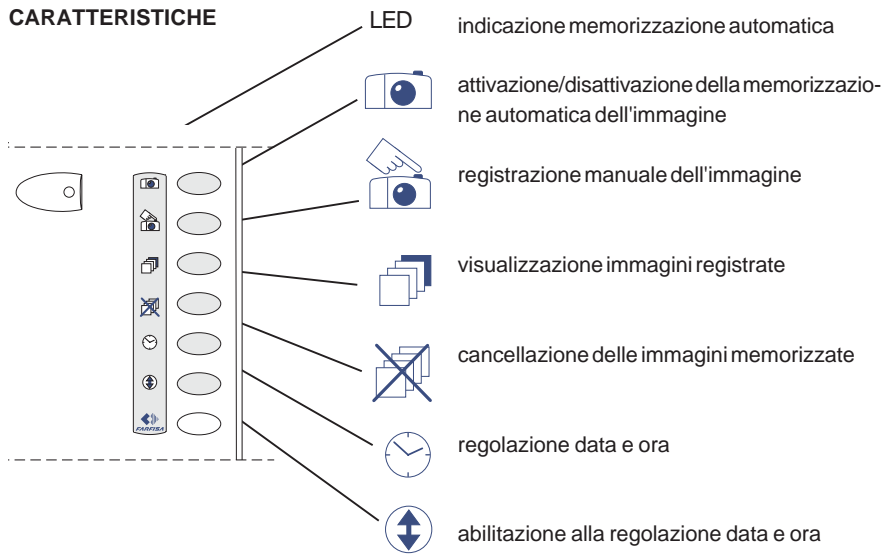 CARATTERISTICHE
LED
indicazione memorizzazione automatica
attivazione/disattivazione della memorizzazio-
ne automatica dell'immagine
registrazione manuale dell'immagine
visualizzazione immagini registrate
cancellazione delle immagini memorizzate
regolazione data e ora
abilitazione alla regolazione data e ora
FARFISA